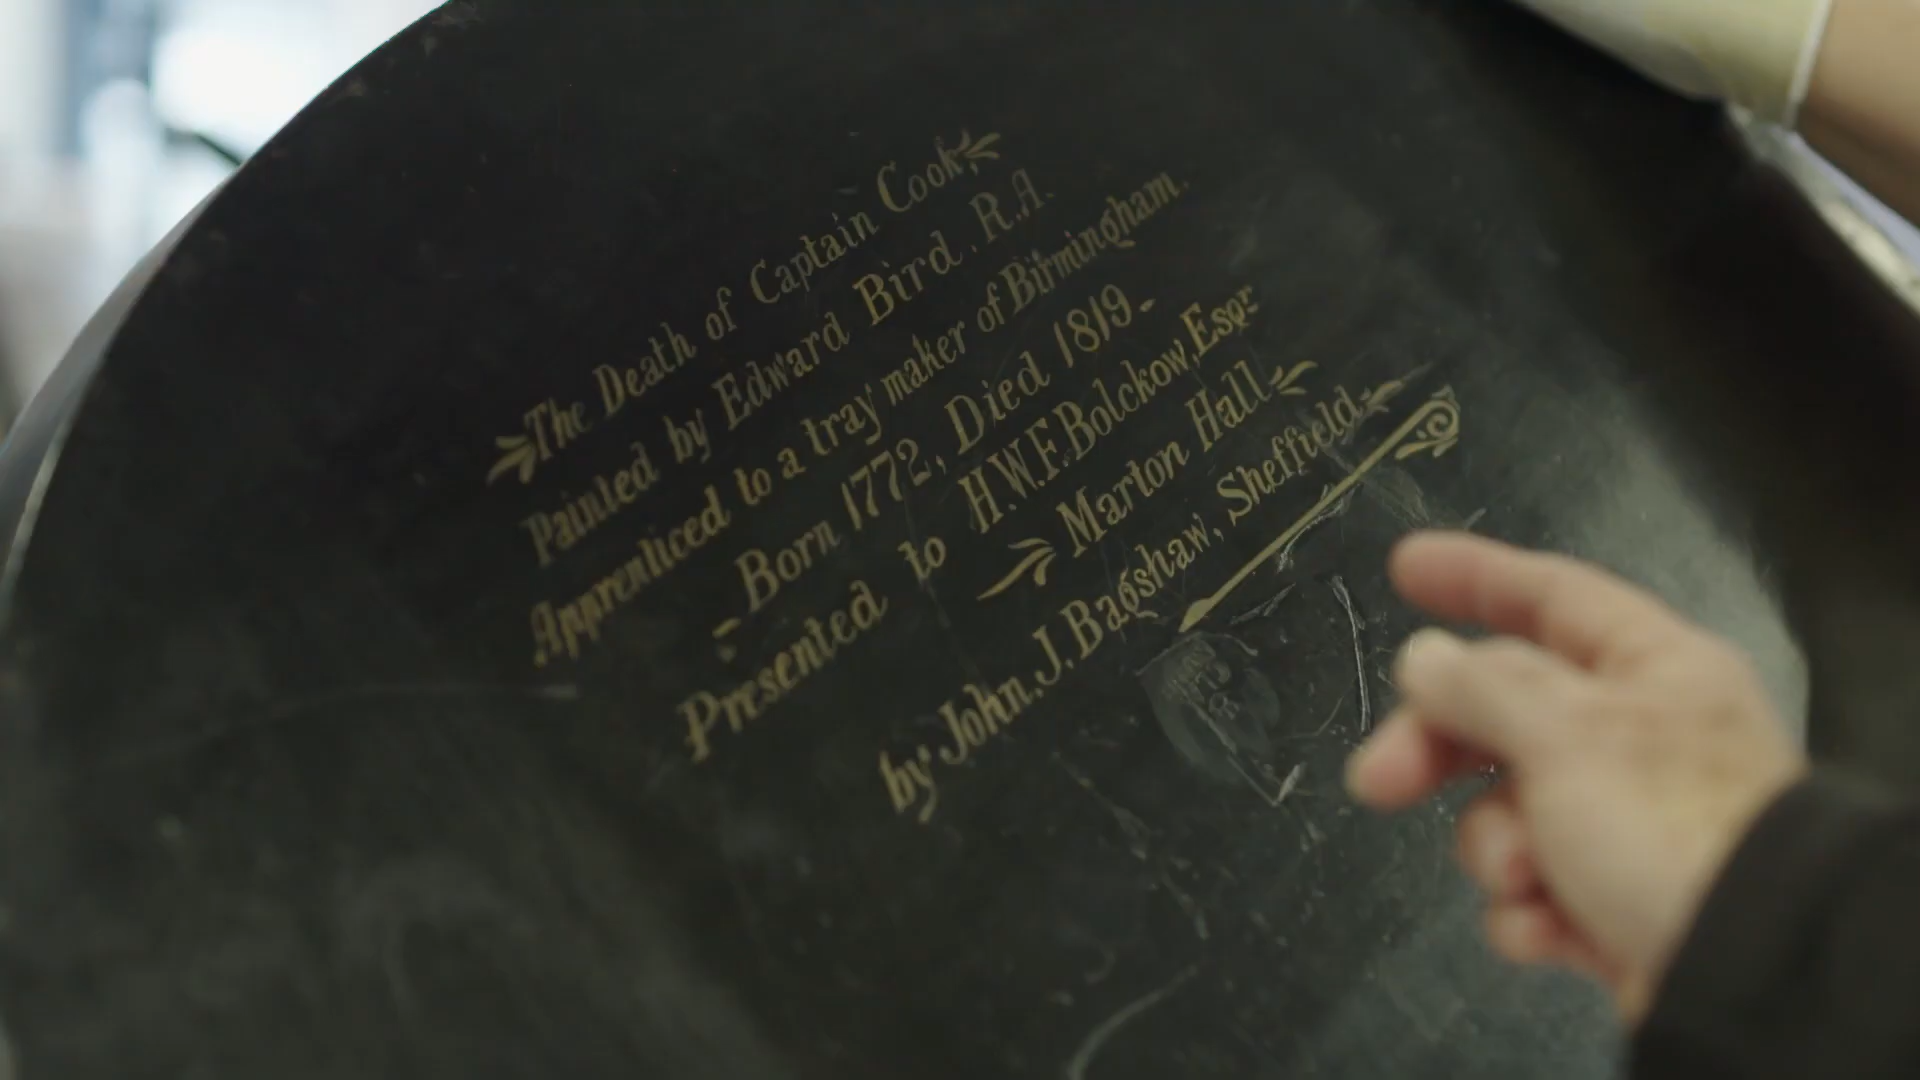 The Death of Captain Cook,
Painted by Edward Bird. R.A.
Apprenticed to a tray maker of Birmingham.
- Born 1772, Died 1819 -
Presented to H.W.F. Bolckow, Esqr.
Marton Hall
by John. J. Bagshaw, Sheffield.